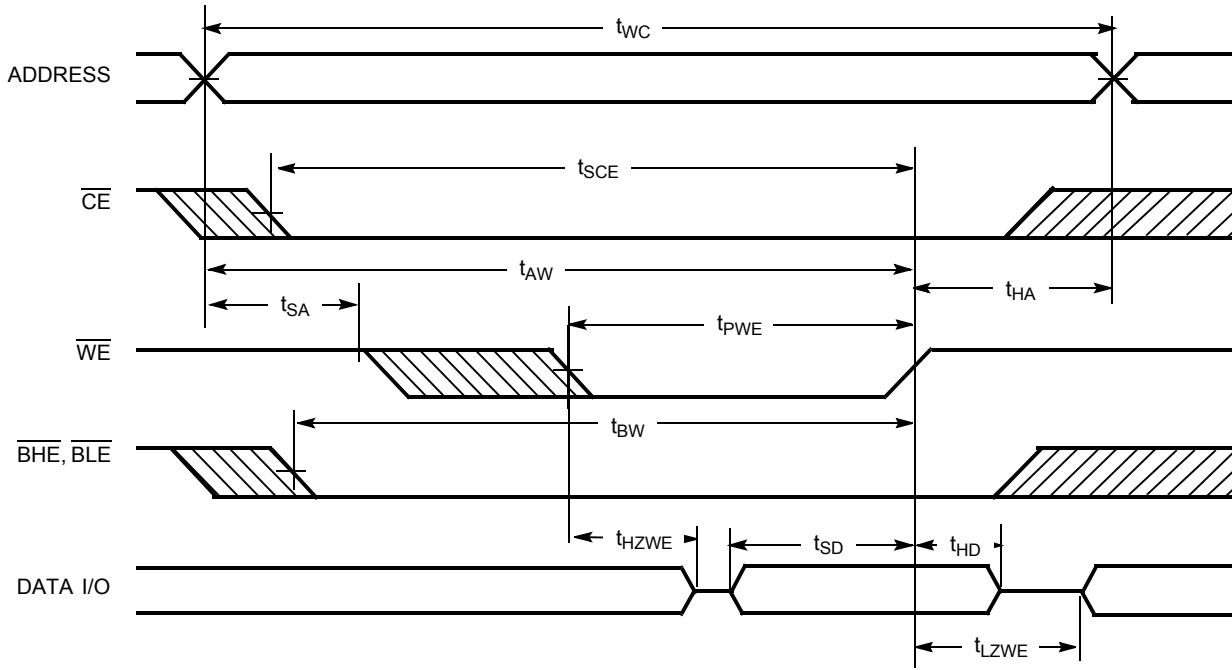 tWC
ADDRESS
tSCE
CE
tAW
tSA
tHA
tPWE
WE
tBW
BHE, BLE
tHZWE
tSD
tHD
DATA I/O
tLZWE